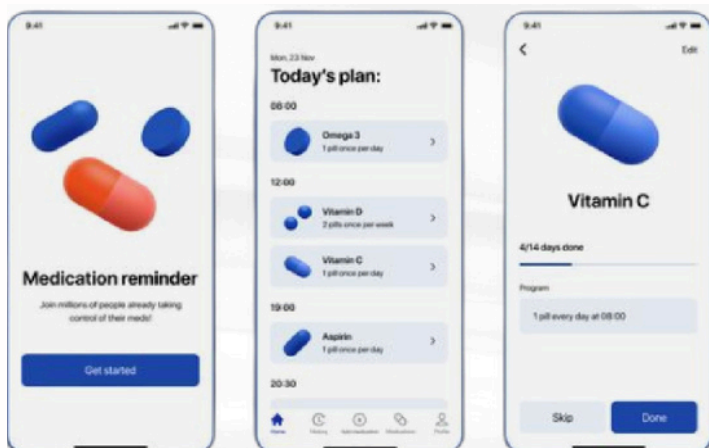 9:41
Medication reminder
Join millions of people already taking
control of their meds!
Get started
9:41
Mon, 23 Nov
Today's plan:
08:00
Omega 3
1 pill once per day
12:00
Vitamin D
2 pills once per week
Vitamin C
1 pill once per day
19:00
Aspirin
1 pill once per day
20:30
Home
History
Add medication
Medications
Profile
9:41
Edit
Vitamin C
4/14 days done
Program
1 pill every day at 08:00
Skip
Done